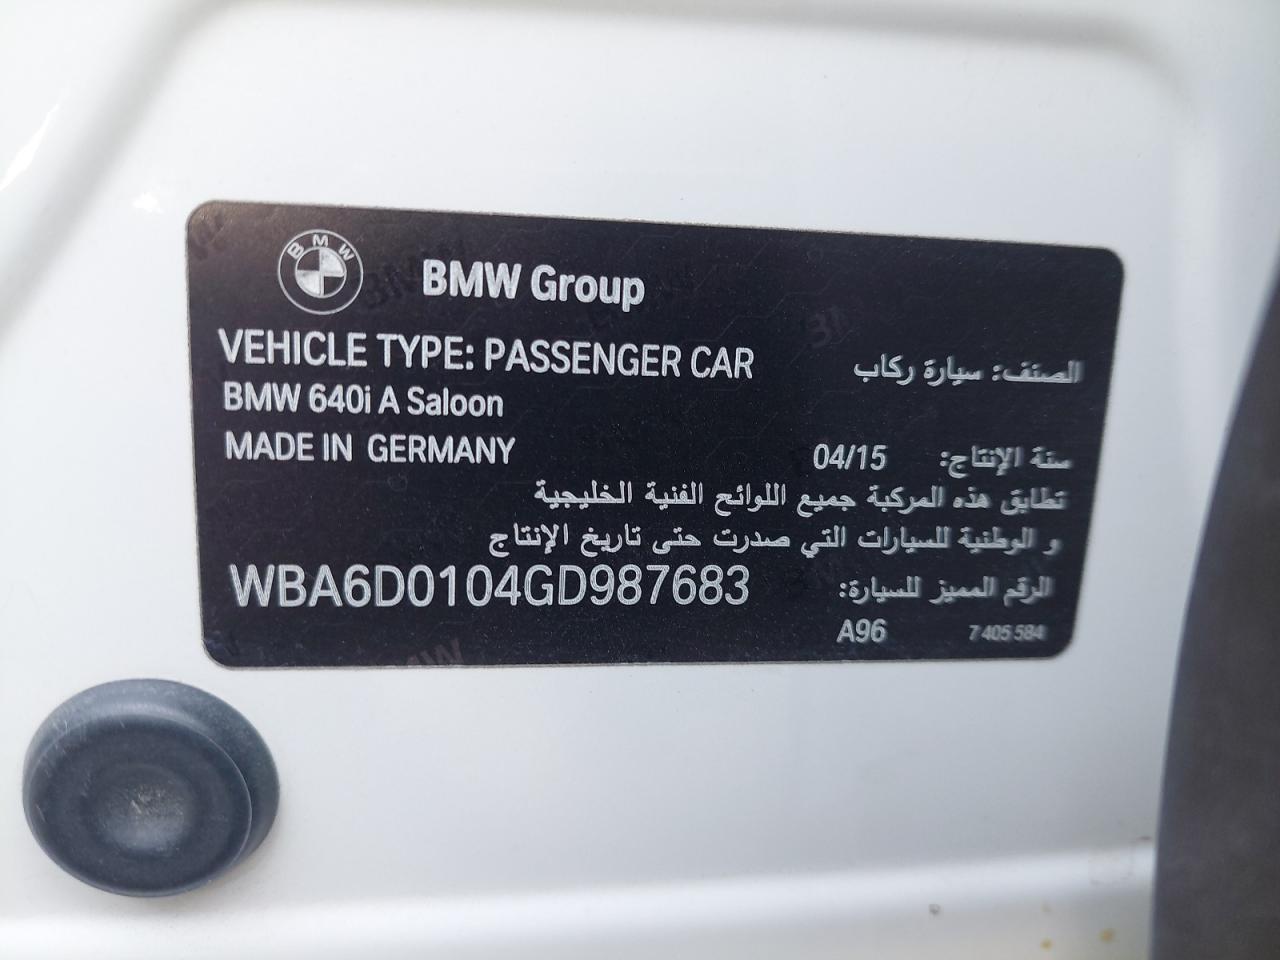 BMW
BMW Group
VEHICLE TYPE: PASSENGER CAR
الصنف: سيارة ركاب
BMW 640i A Saloon
MADE IN GERMANY
سنة الإنتاج: 04/15
تطابق هذه المركبة جميع اللوائح الفنية الخليجية
و الوطنية للسيارات التي صدرت حتى تاريخ الإنتاج
WBA6D0104GD987683
الرقم المميز للسيارة:
A96
7 405 584